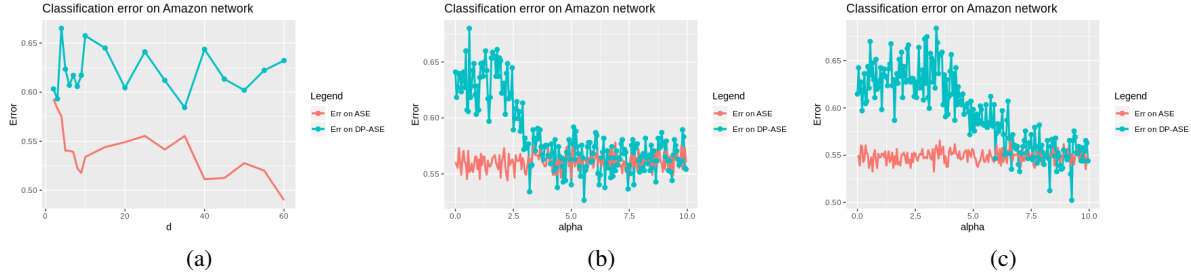 Classification error on Amazon network
0.65
0.60
0.55
0.50
Error
0
20
40
60
d
Legend
Err on ASE
Err on DP-ASE
(a)
Classification error on Amazon network
0.65
0.60
0.55
Error
0.0
2.5
5.0
7.5
10.0
alpha
Legend
Err on ASE
Err on DP-ASE
(b)
Classification error on Amazon network
0.65
0.60
0.55
0.50
Error
0.0
2.5
5.0
7.5
10.0
alpha
Legend
Err on ASE
Err on DP-ASE
(c)